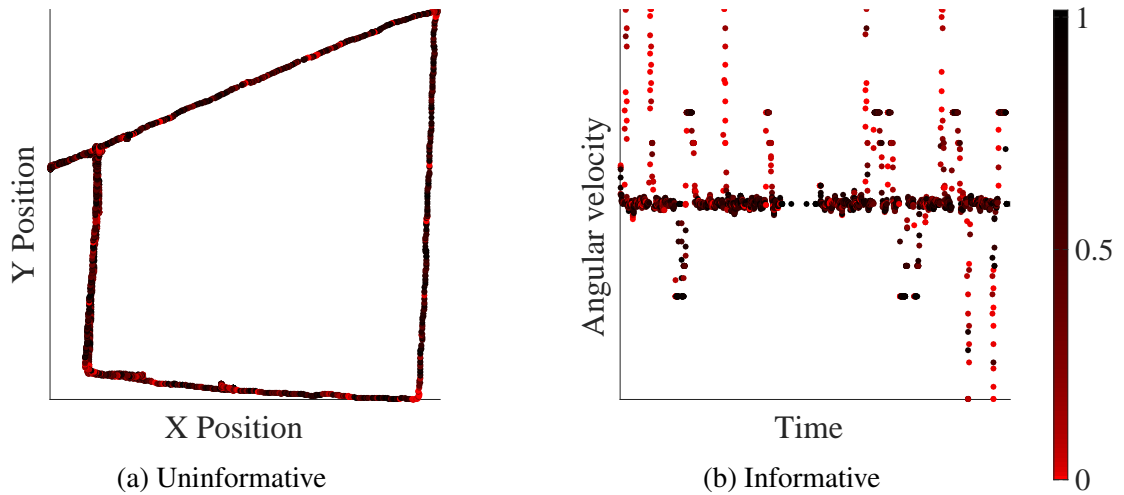 Y Position
X Position
(a) Uninformative
Angular velocity
Time
(b) Informative
1
0.5
0